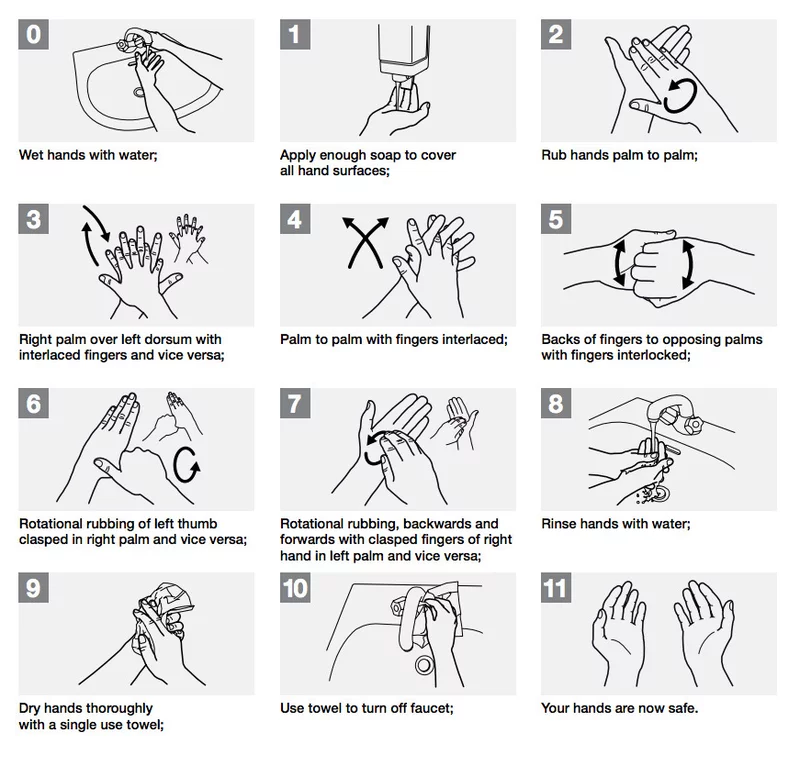 0
Wet hands with water;
1
Apply enough soap to cover
all hand surfaces;
2
Rub hands palm to palm;
3
Right palm over left dorsum with
interlaced fingers and vice versa;
4
Palm to palm with fingers interlaced;
5
Backs of fingers to opposing palms
with fingers interlocked;
6
Rotational rubbing of left thumb
clasped in right palm and vice versa;
7
Rotational rubbing, backwards and
forwards with clasped fingers of right
hand in left palm and vice versa;
8
Rinse hands with water;
9
Dry hands thoroughly
with a single use towel;
10
Use towel to turn off faucet;
11
Your hands are now safe.